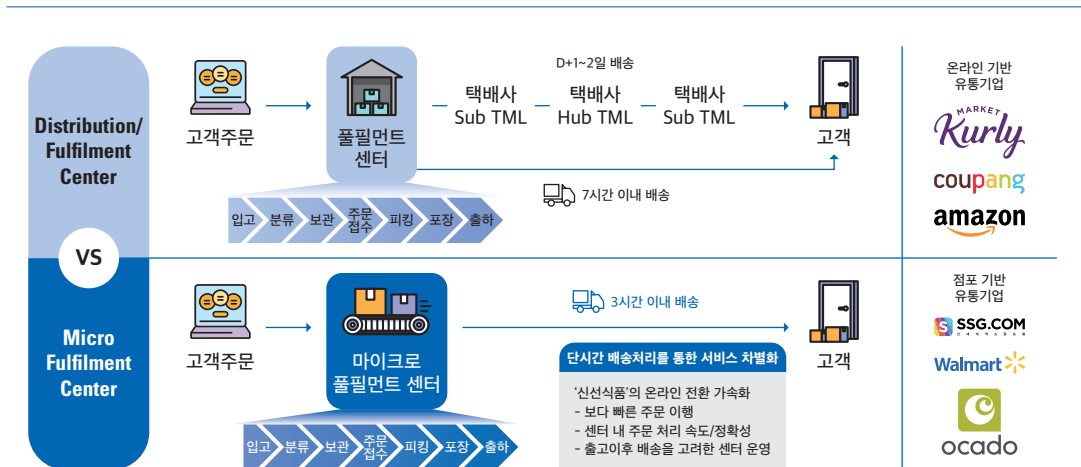 Distribution/
Fulfilment
Center
고객주문
풀필먼트
센터
D+1~2일 배송
택배사
Sub TML
택배사
Hub TML
택배사
Sub TML
고객
7시간 이내 배송
입고
분류
보관
주문
접수
피킹
포장
출하
온라인 기반
유통기업
MARKET
Kurly
coupang
amazon
VS
Micro
Fulfilment
Center
고객주문
마이크로
풀필먼트 센터
3시간 이내 배송
고객
단시간 배송처리를 통한 서비스 차별화
‘신선식품’의 온라인 전환 가속화
- 보다 빠른 주문 이행
- 센터 내 주문 처리 속도/정확성
- 출고이후 배송을 고려한 센터 운영
입고
분류
보관
주문
접수
피킹
포장
출하
점포 기반
유통기업
S SSG.COM
Walmart
ocado